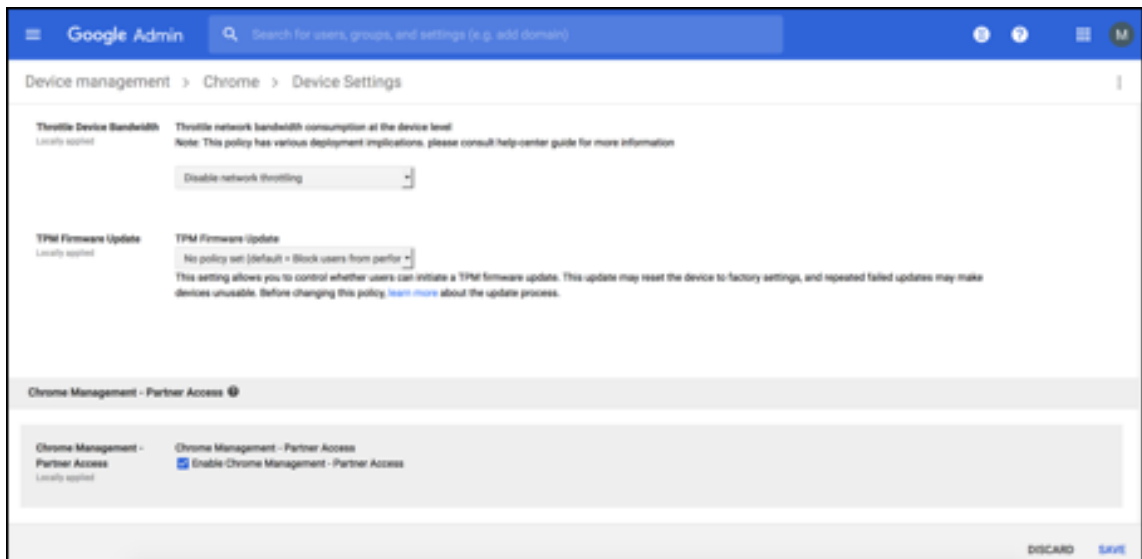 Google Admin
Search for users, groups, and settings (e.g. add domain)
M
Device management > Chrome > Device Settings
Throttle Device Bandwidth
Locally applied
Throttle network bandwidth consumption at the device level
Note: This policy has various deployment implications. please consult help-center guide for more information
Disable network throttling
TPM Firmware Update
Locally applied
TPM Firmware Update
No policy set (default = Block users from perfor
This setting allows you to control whether users can initiate a TPM firmware update. This update may reset the device to factory settings, and repeated failed updates may make
devices unusable. Before changing this policy, learn more about the update process.
Chrome Management - Partner Access
Chrome Management -
Partner Access
Locally applied
Chrome Management - Partner Access
Enable Chrome Management - Partner Access
DISCARD SAVE